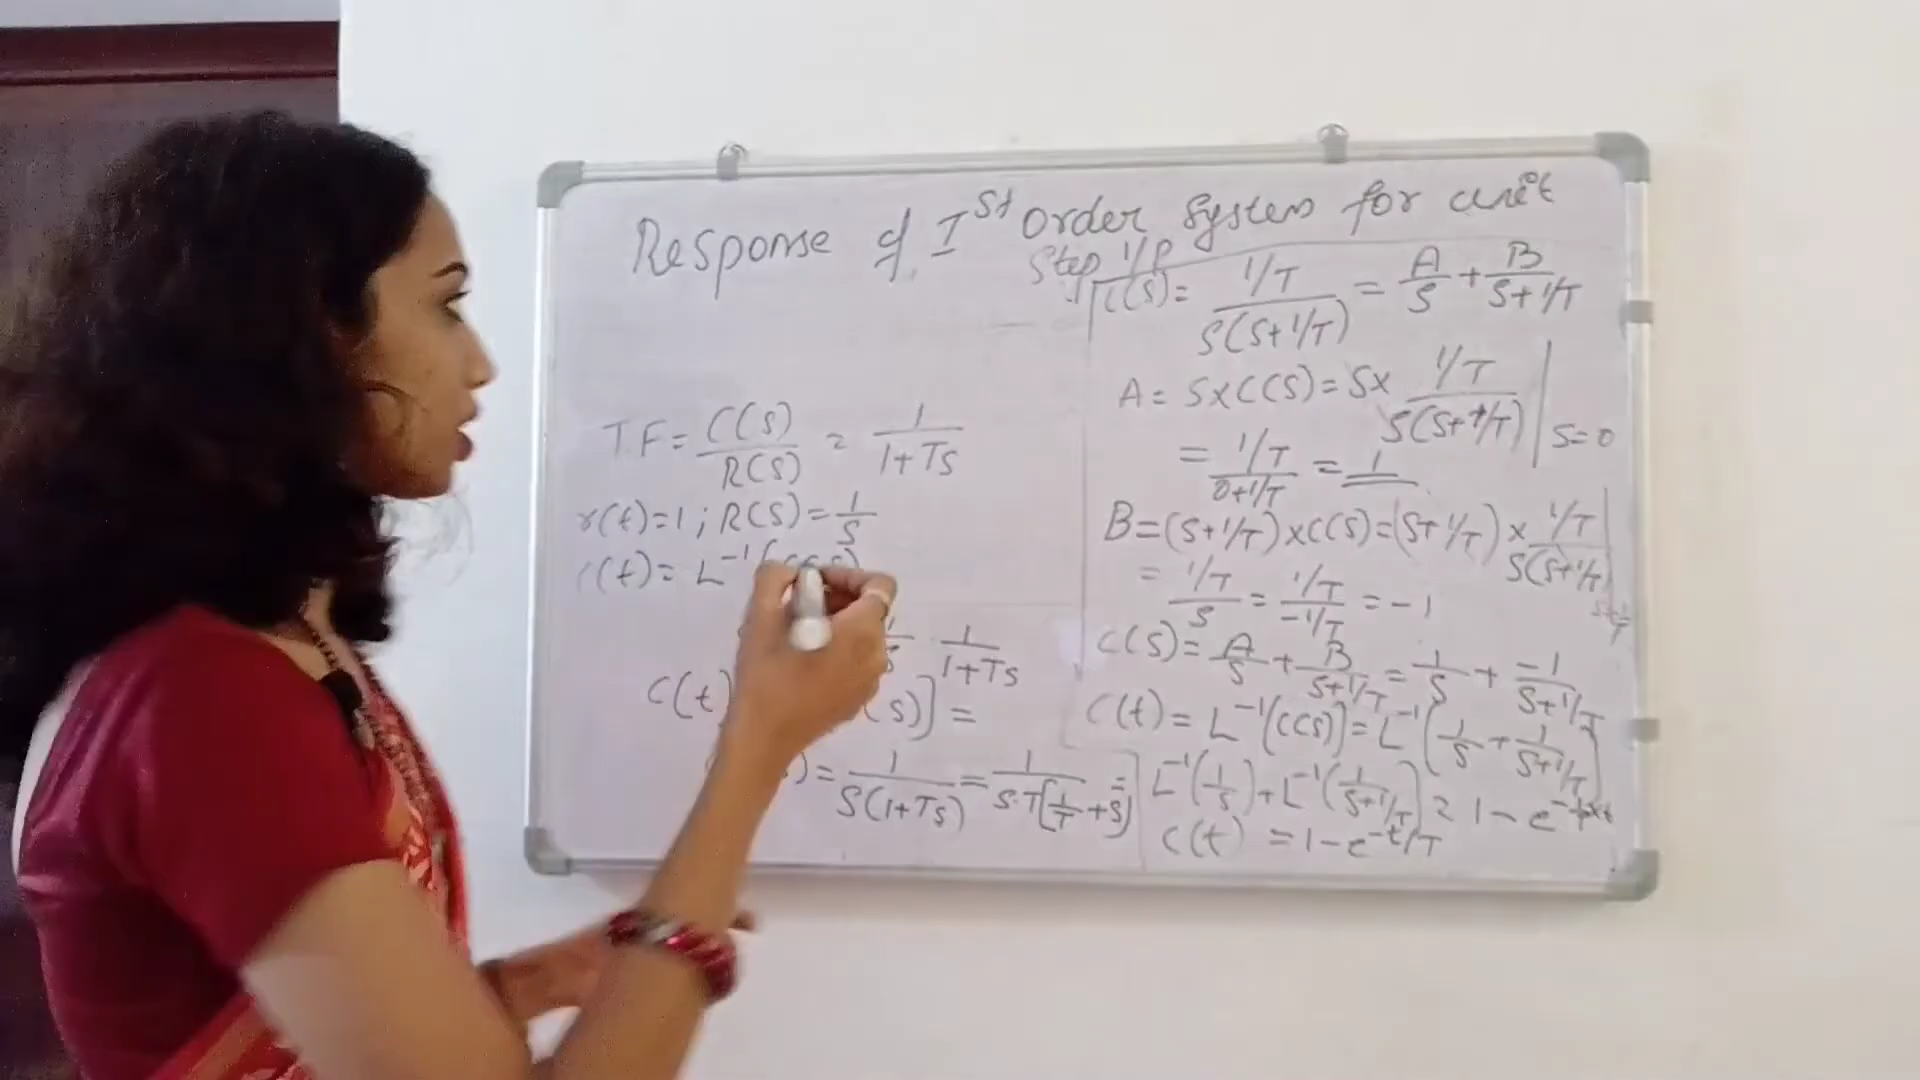 Response of Ist order system for unit
Step i/p
TF = C(S)/R(S) = 1/(1+TS)
r(t)=1; R(S)=1/S
(t)= L^-1(C(S)
1/(1+TS)
C(t) (S)] =
) = 1/(S(1+TS)) = 1/(S·T[1/T+S]) =
C(S)= (1/T)/(S(S+1/T)) = A/S + B/(S+1/T)
A= S×C(S)= S× (1/T)/(S(S+1/T)) | S=0
= (1/T)/(0+1/T) = 1
B=(S+1/T)×C(S)=(S+1/T)× (1/T)/(S(S+1/T)) |
= (1/T)/S = (1/T)/(-1/T) = -1
C(S)= A/S + B/(S+1/T) = 1/S + -1/(S+1/T)
C(t)= L^-1(C(S)]= L^-1(1/S + 1/(S+1/T)]
L^-1(1/S)+L^-1(1/(S+1/T)) = 1-e
C(t) = 1-e^-t/T